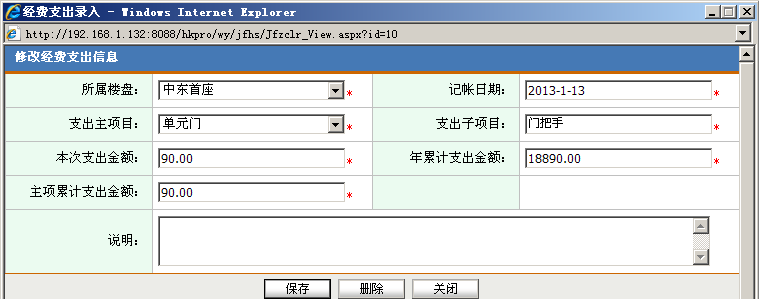 经费支出录入 - Windows Internet Explorer
http://192.168.1.132:8088/hkpro/wy/jfhs/Jfzclr_View.aspx?id=10
修改经费支出信息
所属楼盘： 中东首座 * 记帐日期： 2013-1-13 *
支出主项目： 单元门 * 支出子项目： 门把手 *
本次支出金额： 90.00 * 年累计支出金额： 18890.00 *
主项累计支出金额： 90.00 *
说明：
保存 删除 关闭